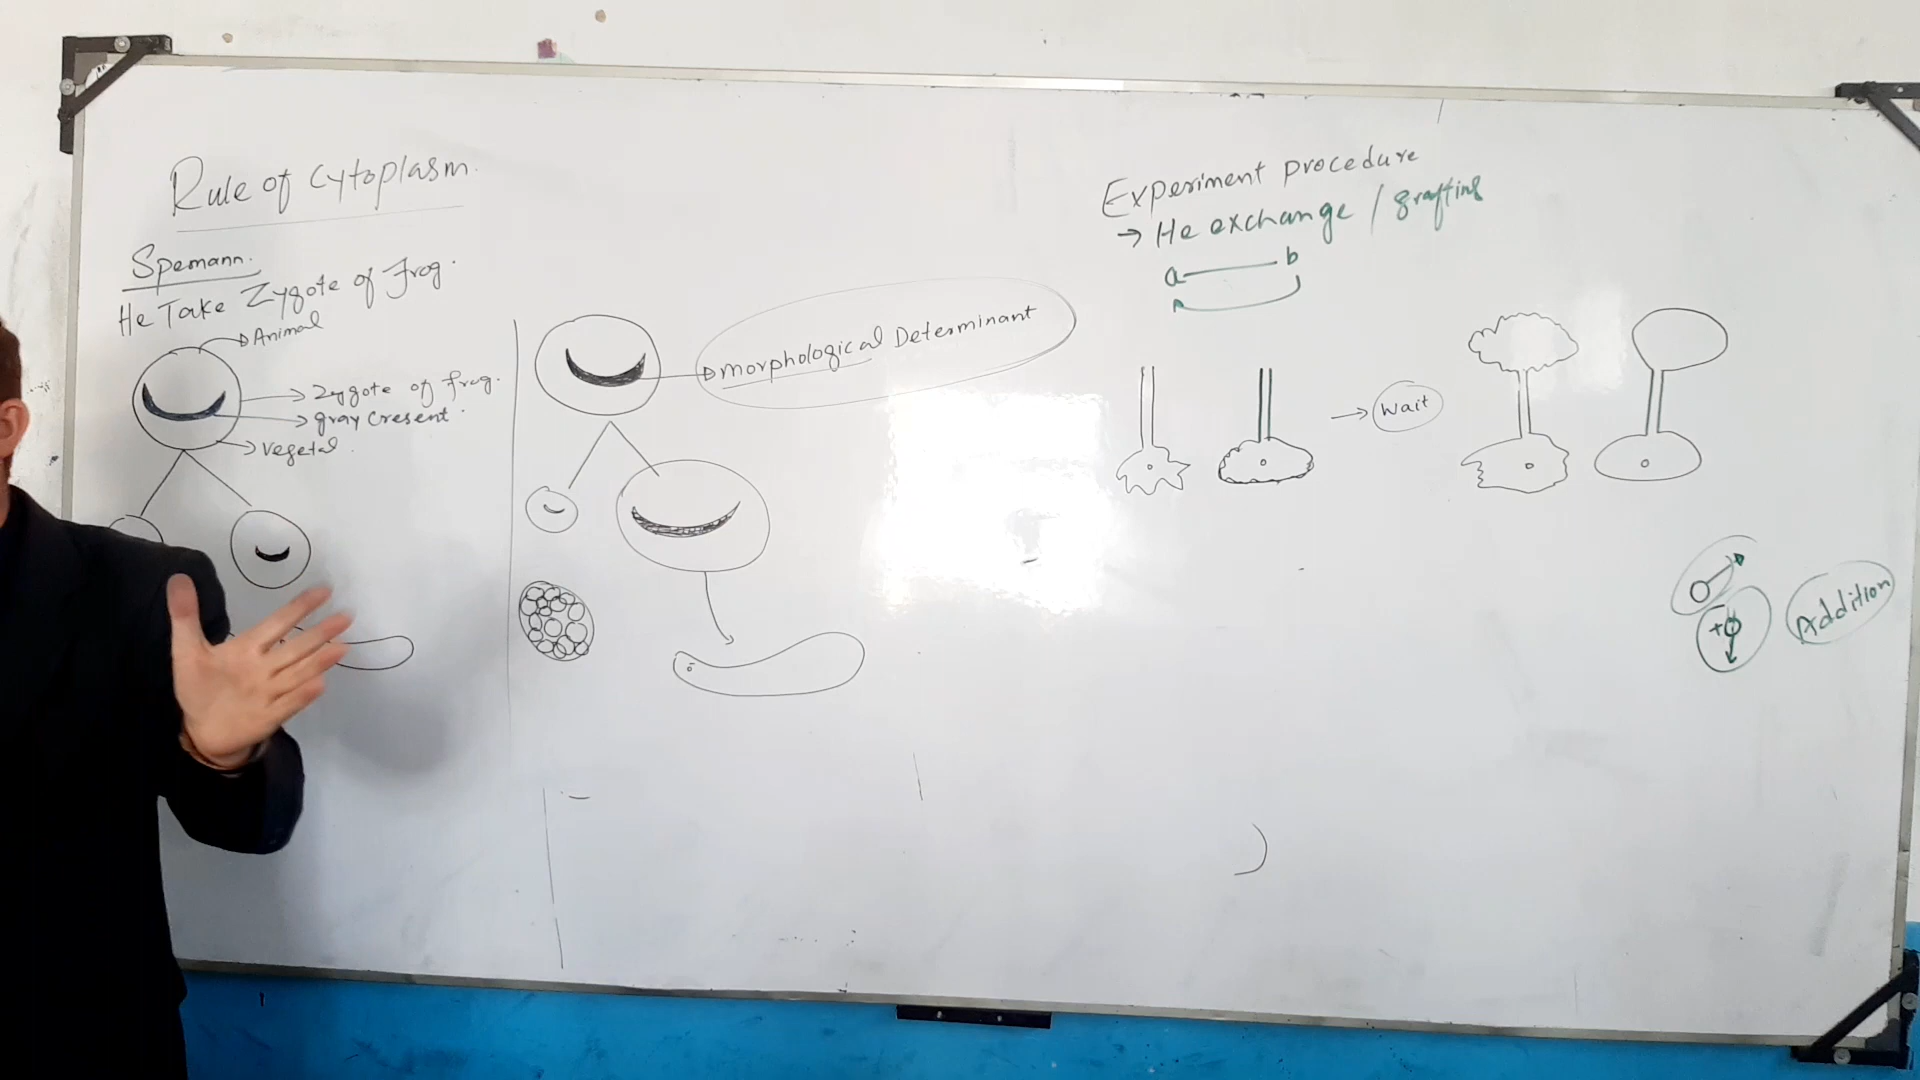 Rule of cytoplasm.
Spemann.
He Take Zygote of frog.
Animal
Zygote of frog.
gray cresent.
Vegetal.
morphological Determinant
Experiment procedure
→ He exchange / grafting
a b
→ Wait
+
Addition